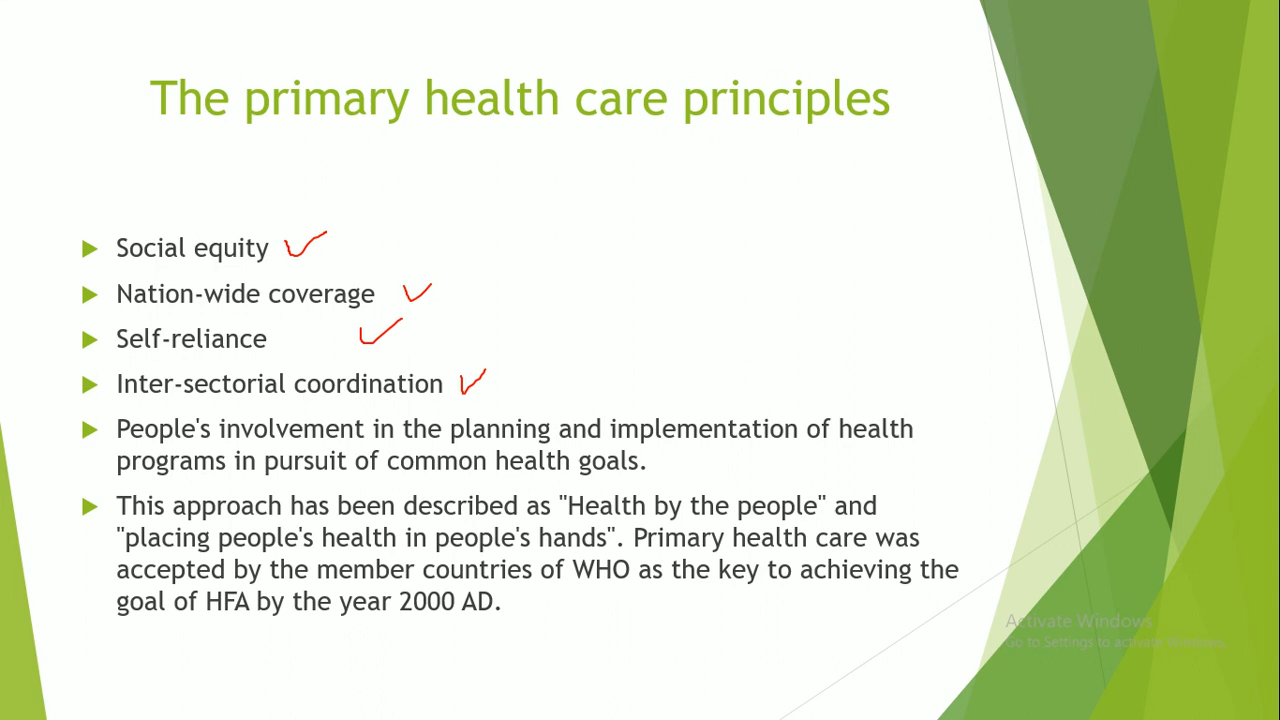 The primary health care principles
Social equity
Nation-wide coverage
Self-reliance
Inter-sectorial coordination
People's involvement in the planning and implementation of health
programs in pursuit of common health goals.
This approach has been described as "Health by the people" and
"placing people's health in people's hands". Primary health care was
accepted by the member countries of WHO as the key to achieving the
goal of HFA by the year 2000 AD.
Activate Windows
Go to Settings to activate Windows.